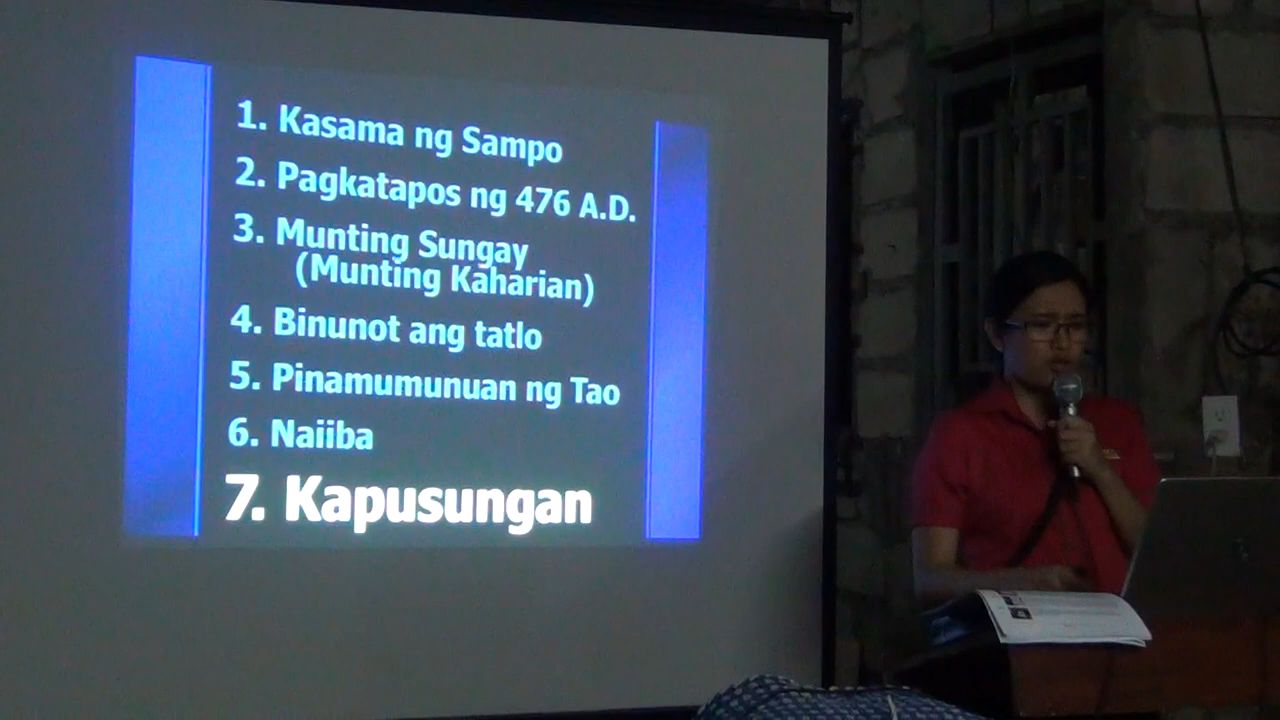 1. Kasama ng Sampo
2. Pagkatapos ng 476 A.D.
3. Munting Sungay
(Munting Kaharian)
4. Binunot ang tatlo
5. Pinamumunuan ng Tao
6. Naiiba
7. Kapusungan